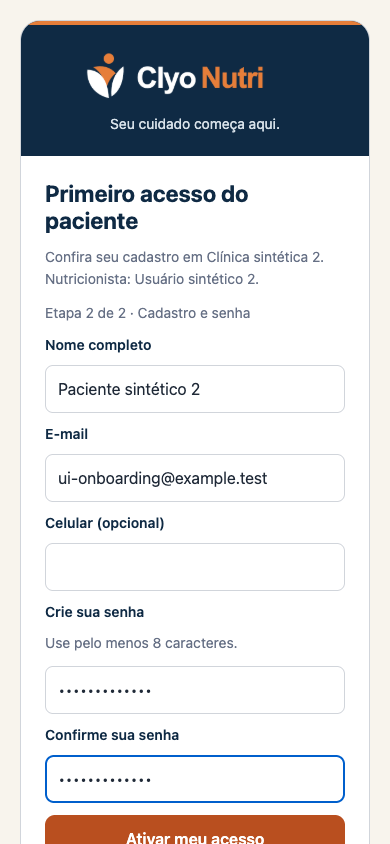 Clyo Nutri
Seu cuidado começa aqui.
Primeiro acesso do
paciente
Confira seu cadastro em Clínica sintética 2.
Nutricionista: Usuário sintético 2.
Etapa 2 de 2 · Cadastro e senha
Nome completo
Paciente sintético 2
E-mail
ui-onboarding@example.test
Celular (opcional)
Crie sua senha
Use pelo menos 8 caracteres.
•••••••••••••
Confirme sua senha
•••••••••••••
Ativar meu acesso